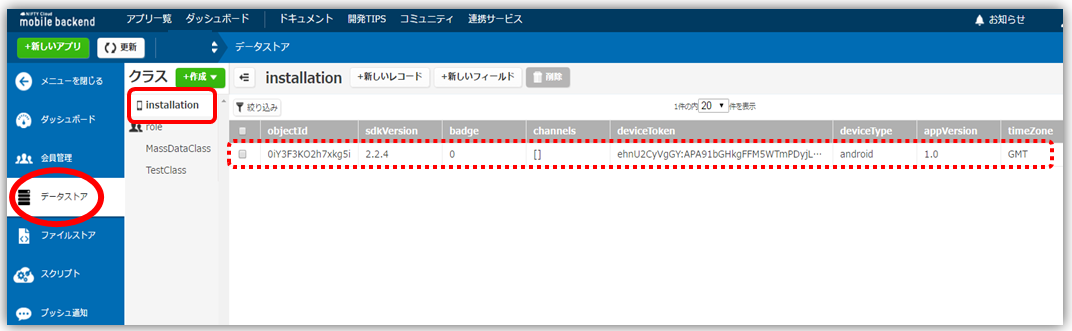 NIFTY Cloud
mobile backend
アプリ一覧 ダッシュボード ドキュメント 開発TIPS コミュニティ 連携サービス お知らせ
+新しいアプリ 更新 データストア
メニューを閉じる
ダッシュボード
会員管理
データストア
ファイルストア
スクリプト
プッシュ通知
クラス +作成
installation
role
MassDataClass
TestClass
installation +新しいレコード +新しいフィールド 削除
絞り込み 1件の内 20 件を表示
objectId sdkVersion badge channels deviceToken deviceType appVersion timeZone
0iY3F3KO2h7xkg5i 2.2.4 0 [] ehnU2CyVgGY:APA91bGHkgFFM5WTmPDyjL… android 1.0 GMT